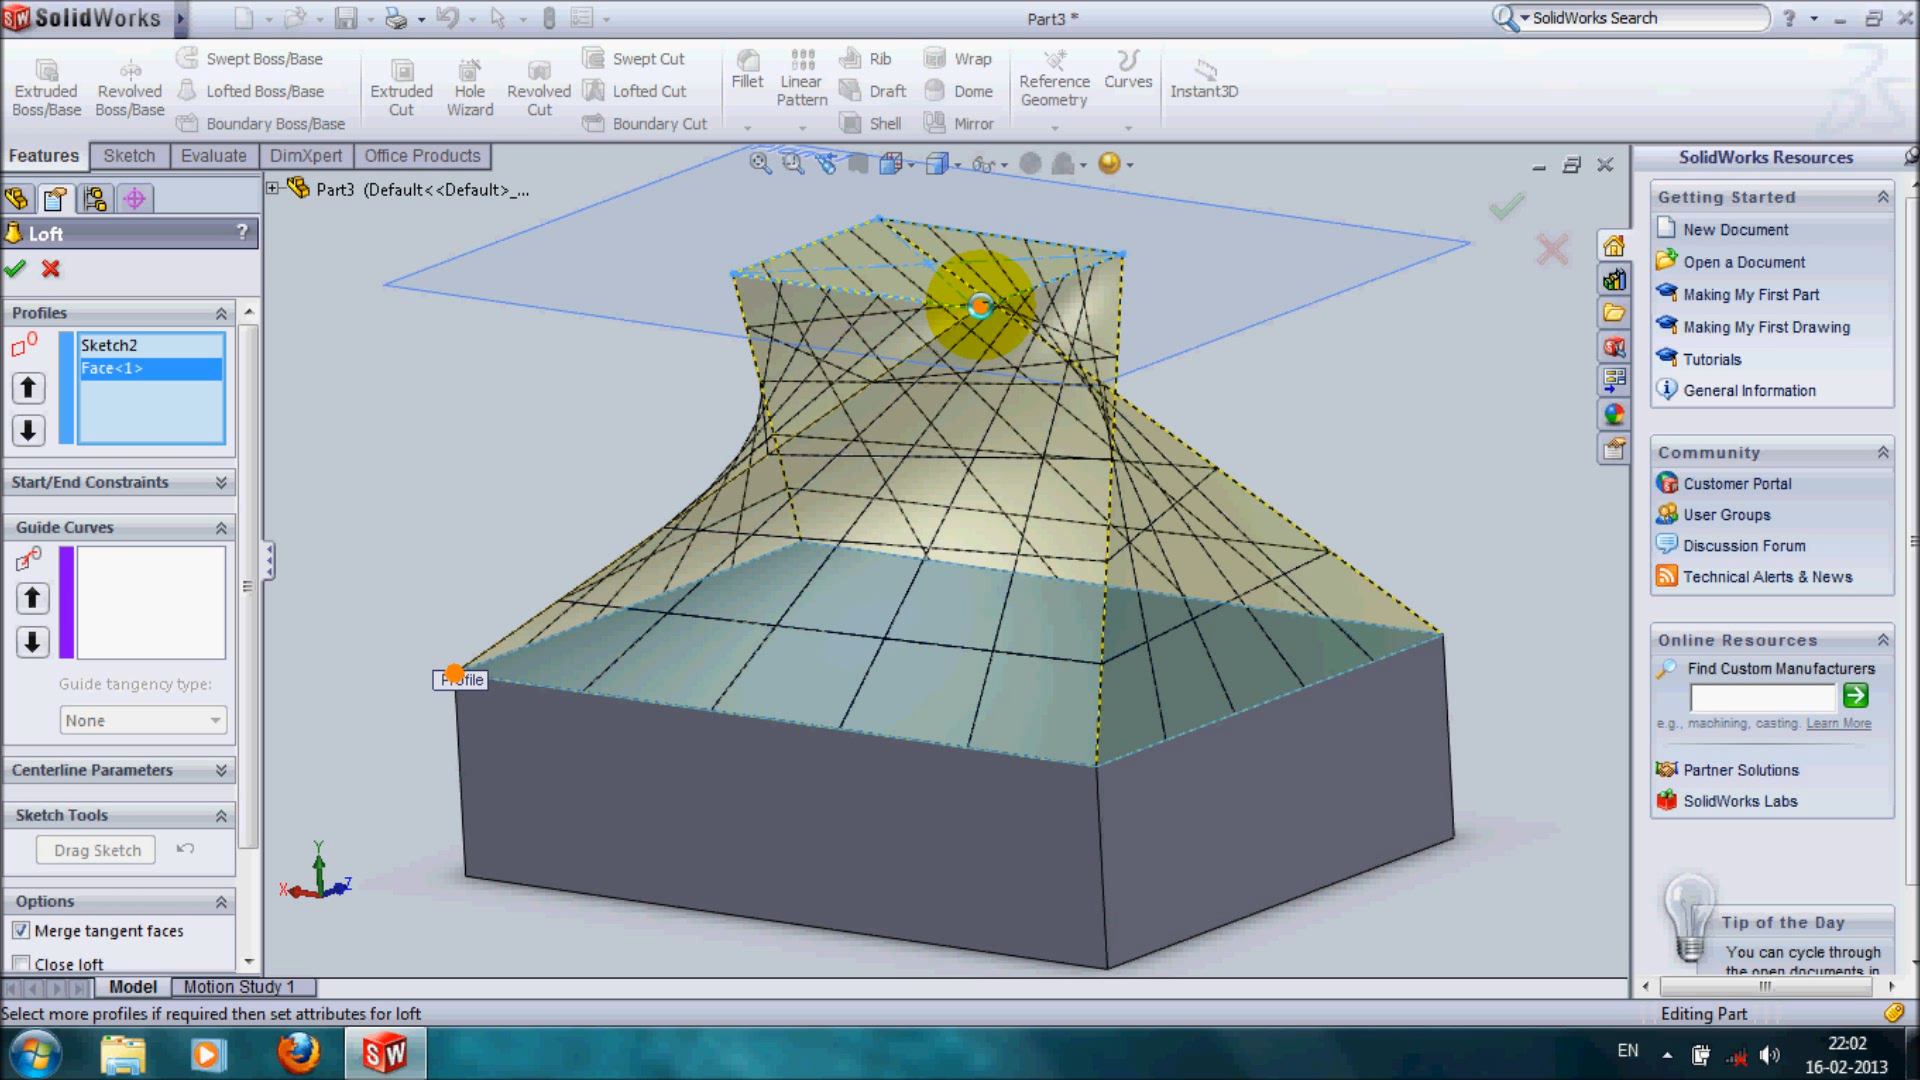 SolidWorks
Part3 *
SolidWorks Search
Extruded Boss/Base
Revolved Boss/Base
Swept Boss/Base
Lofted Boss/Base
Boundary Boss/Base
Extruded Cut
Hole Wizard
Revolved Cut
Swept Cut
Lofted Cut
Boundary Cut
Fillet
Linear Pattern
Rib
Draft
Shell
Wrap
Dome
Mirror
Reference Geometry
Curves
Instant3D
Features
Sketch
Evaluate
DimXpert
Office Products
Part3 (Default<<Default>_...
Loft
?
Profiles
Sketch2
Face<1>
Start/End Constraints
Guide Curves
Guide tangency type:
None
Centerline Parameters
Sketch Tools
Drag Sketch
Options
Merge tangent faces
Close loft
Profile
Y
X
Z
SolidWorks Resources
Getting Started
New Document
Open a Document
Making My First Part
Making My First Drawing
Tutorials
General Information
Community
Customer Portal
User Groups
Discussion Forum
Technical Alerts & News
Online Resources
Find Custom Manufacturers
e.g., machining, casting. Learn More
Partner Solutions
SolidWorks Labs
Tip of the Day
You can cycle through
the open documents in
Model
Motion Study 1
Select more profiles if required then set attributes for loft
Editing Part
SW
EN
22:02
16-02-2013